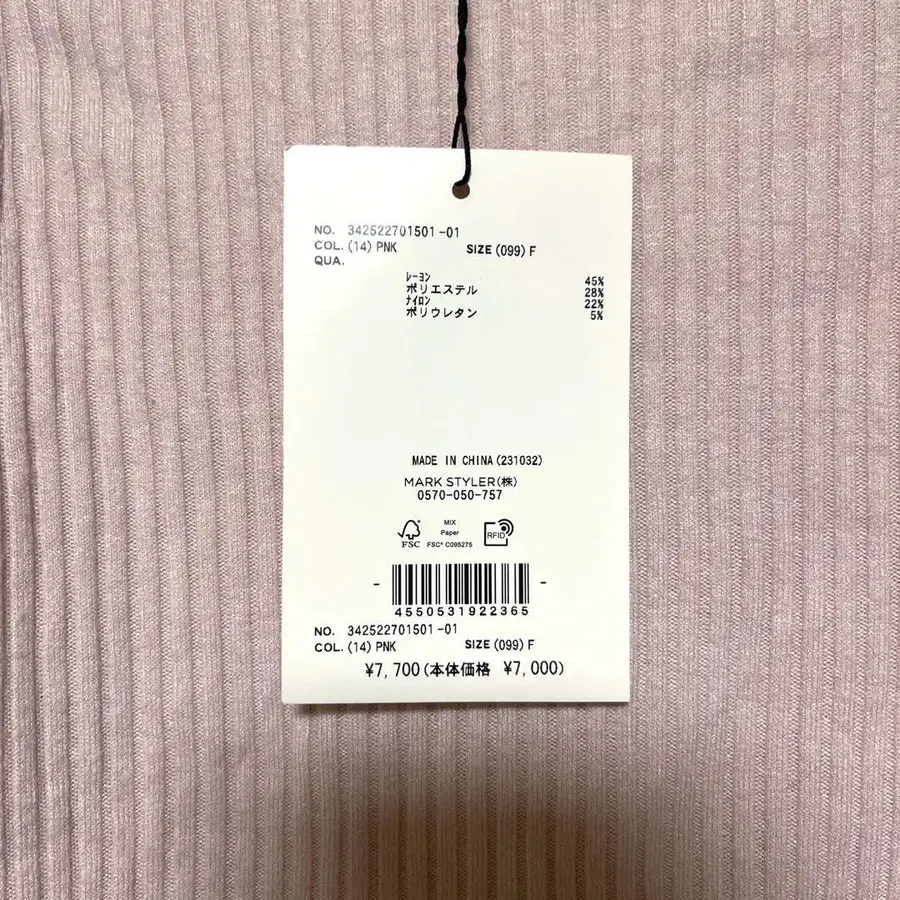 NO. 342522701501-01
COL. (14) PNK SIZE (099) F
QUA.
ﾚｰﾖﾝ 45%
ポリエステル 28%
ﾅｲﾛﾝ 22%
ポリウレタン 5%
MADE IN CHINA (231032)
MARK STYLER(株)
0570-050-757
FSC
MIX
Paper
FSC® C095275
RFID
4550531922365
NO. 342522701501-01
COL. (14) PNK SIZE (099) F
¥7,700(本体価格 ¥7,000)